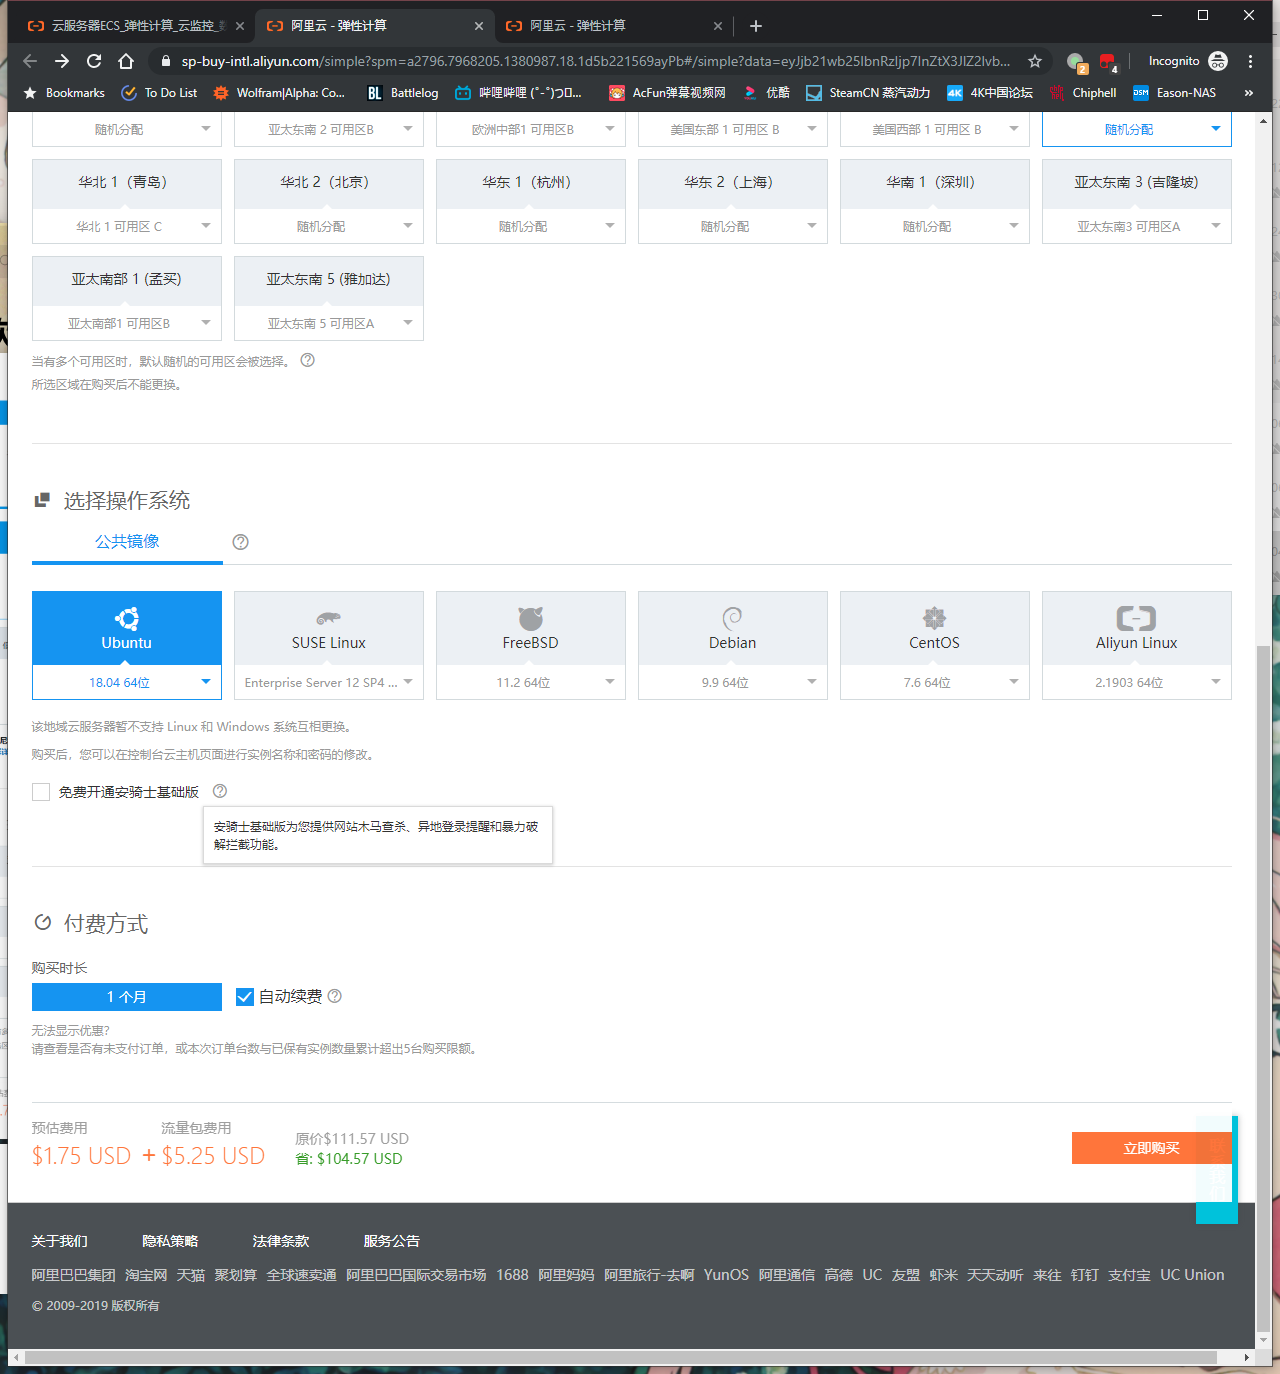 云服务器ECS_弹性计算_云监控_
阿里云 - 弹性计算
阿里云 - 弹性计算
sp-buy-intl.aliyun.com/simple?spm=a2796.7968205.1380987.18.1d5b221569ayPb#/simple?data=eyJjb21wb25lbnRzIjp7InZtX3JlZ2lvb...
2
4
Incognito
Bookmarks
To Do List
Wolfram|Alpha: Co...
BL Battlelog
哔哩哔哩 (˚-˚)つロ...
AcFun弹幕视频网
优酷
SteamCN 蒸汽动力
4K 4K中国论坛
Chiphell
DSM Eason-NAS
»
随机分配
亚太东南 2 可用区B
欧洲中部1 可用区B
美国东部 1 可用区 B
美国西部 1 可用区 B
随机分配
华北 1（青岛）
华北 2（北京）
华东 1（杭州）
华东 2（上海）
华南 1（深圳）
亚太东南 3 (吉隆坡)
华北 1 可用区 C
随机分配
随机分配
随机分配
随机分配
亚太东南3 可用区A
亚太南部 1 (孟买)
亚太东南 5 (雅加达)
亚太南部1 可用区B
亚太东南 5 可用区A
当有多个可用区时，默认随机的可用区会被选择。
所选区域在购买后不能更换。
选择操作系统
公共镜像
Ubuntu
SUSE Linux
FreeBSD
Debian
CentOS
Aliyun Linux
18.04 64位
Enterprise Server 12 SP4 ...
11.2 64位
9.9 64位
7.6 64位
2.1903 64位
该地域云服务器暂不支持 Linux 和 Windows 系统互相更换。
购买后，您可以在控制台云主机页面进行实例名称和密码的修改。
免费开通安骑士基础版
安骑士基础版为您提供网站木马查杀、异地登录提醒和暴力破
解拦截功能。
付费方式
购买时长
1 个月
自动续费
无法显示优惠?
请查看是否有未支付订单，或本次订单台数与已保有实例数量累计超出5台购买限额。
预估费用
流量包费用
$1.75 USD + $5.25 USD
原价$111.57 USD
省: $104.57 USD
立即购买
关于我们
隐私策略
法律条款
服务公告
阿里巴巴集团 淘宝网 天猫 聚划算 全球速卖通 阿里巴巴国际交易市场 1688 阿里妈妈 阿里旅行-去啊 YunOS 阿里通信 高德 UC 友盟 虾米 天天动听 来往 钉钉 支付宝 UC Union
© 2009-2019 版权所有